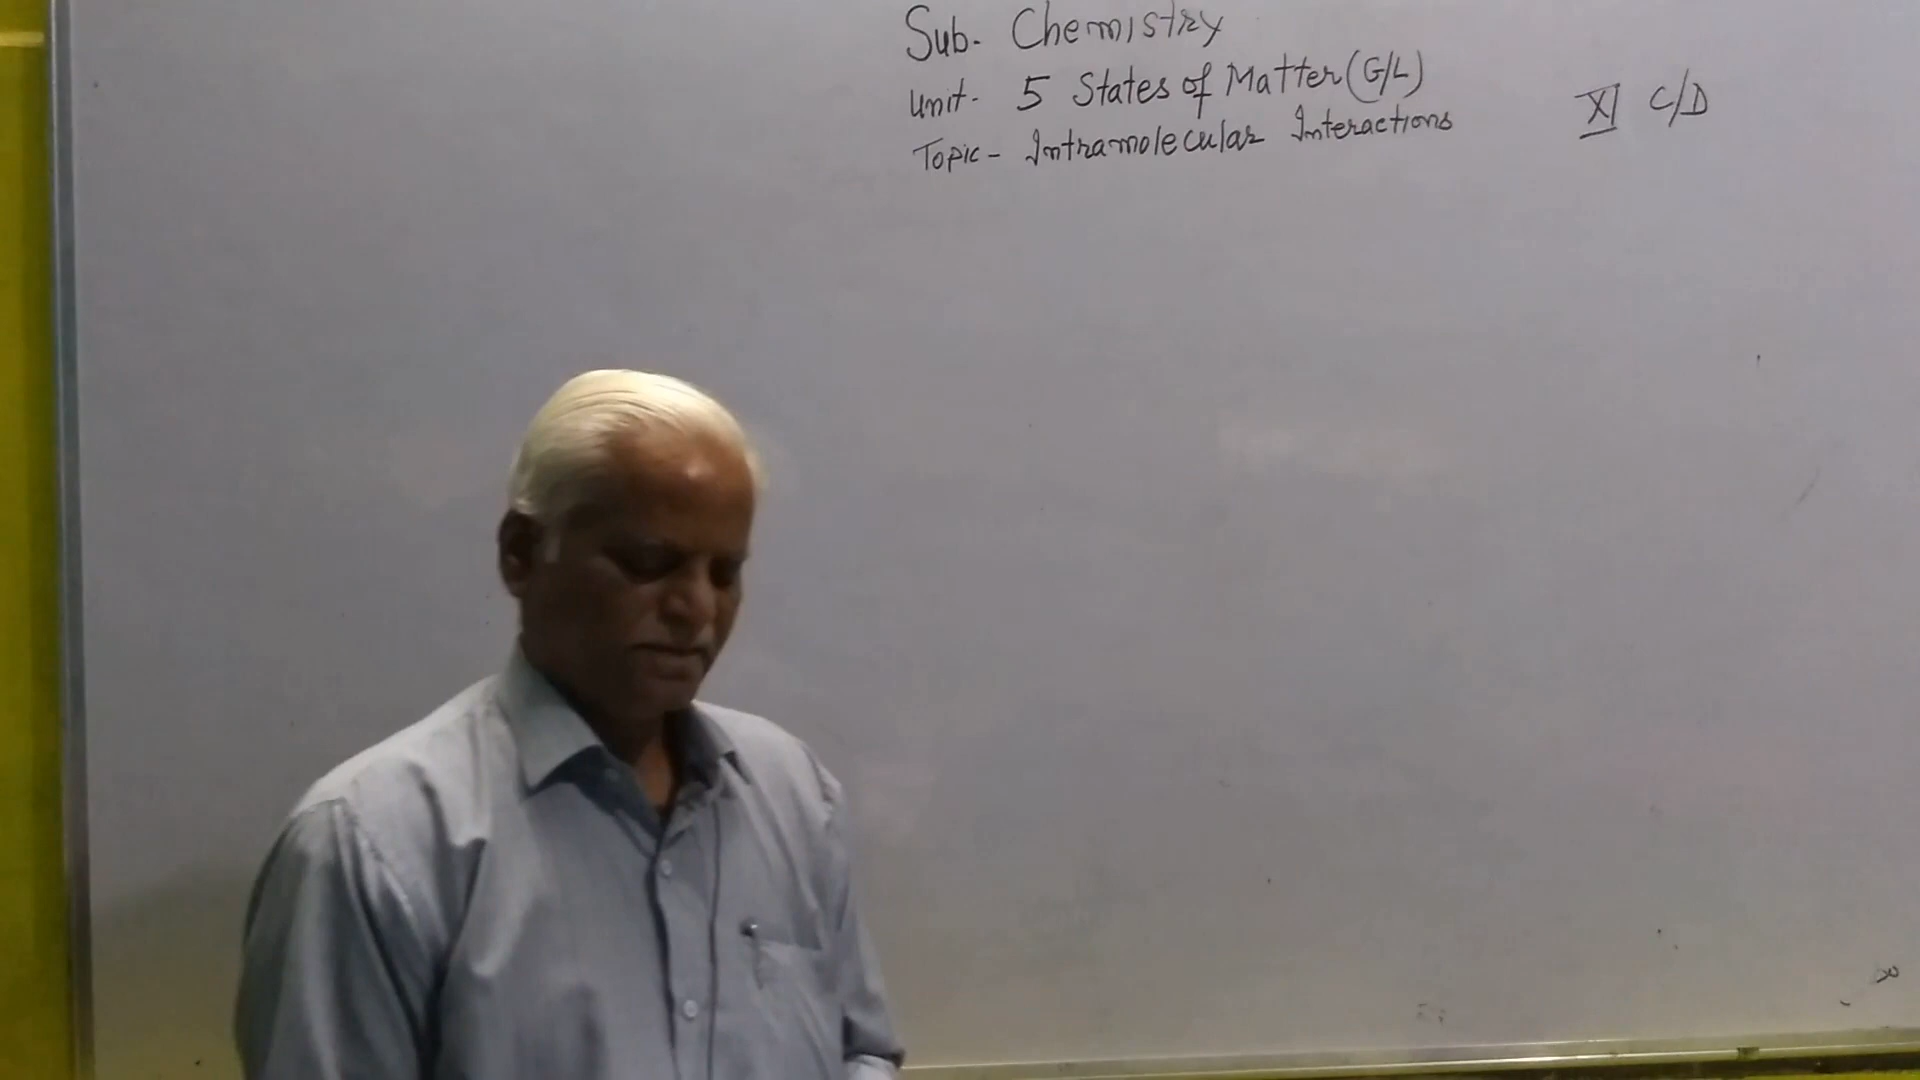 Sub- Chemistry
Unit- 5 States of Matter (G/L)
XI C/D
Topic- Intramolecular Interactions